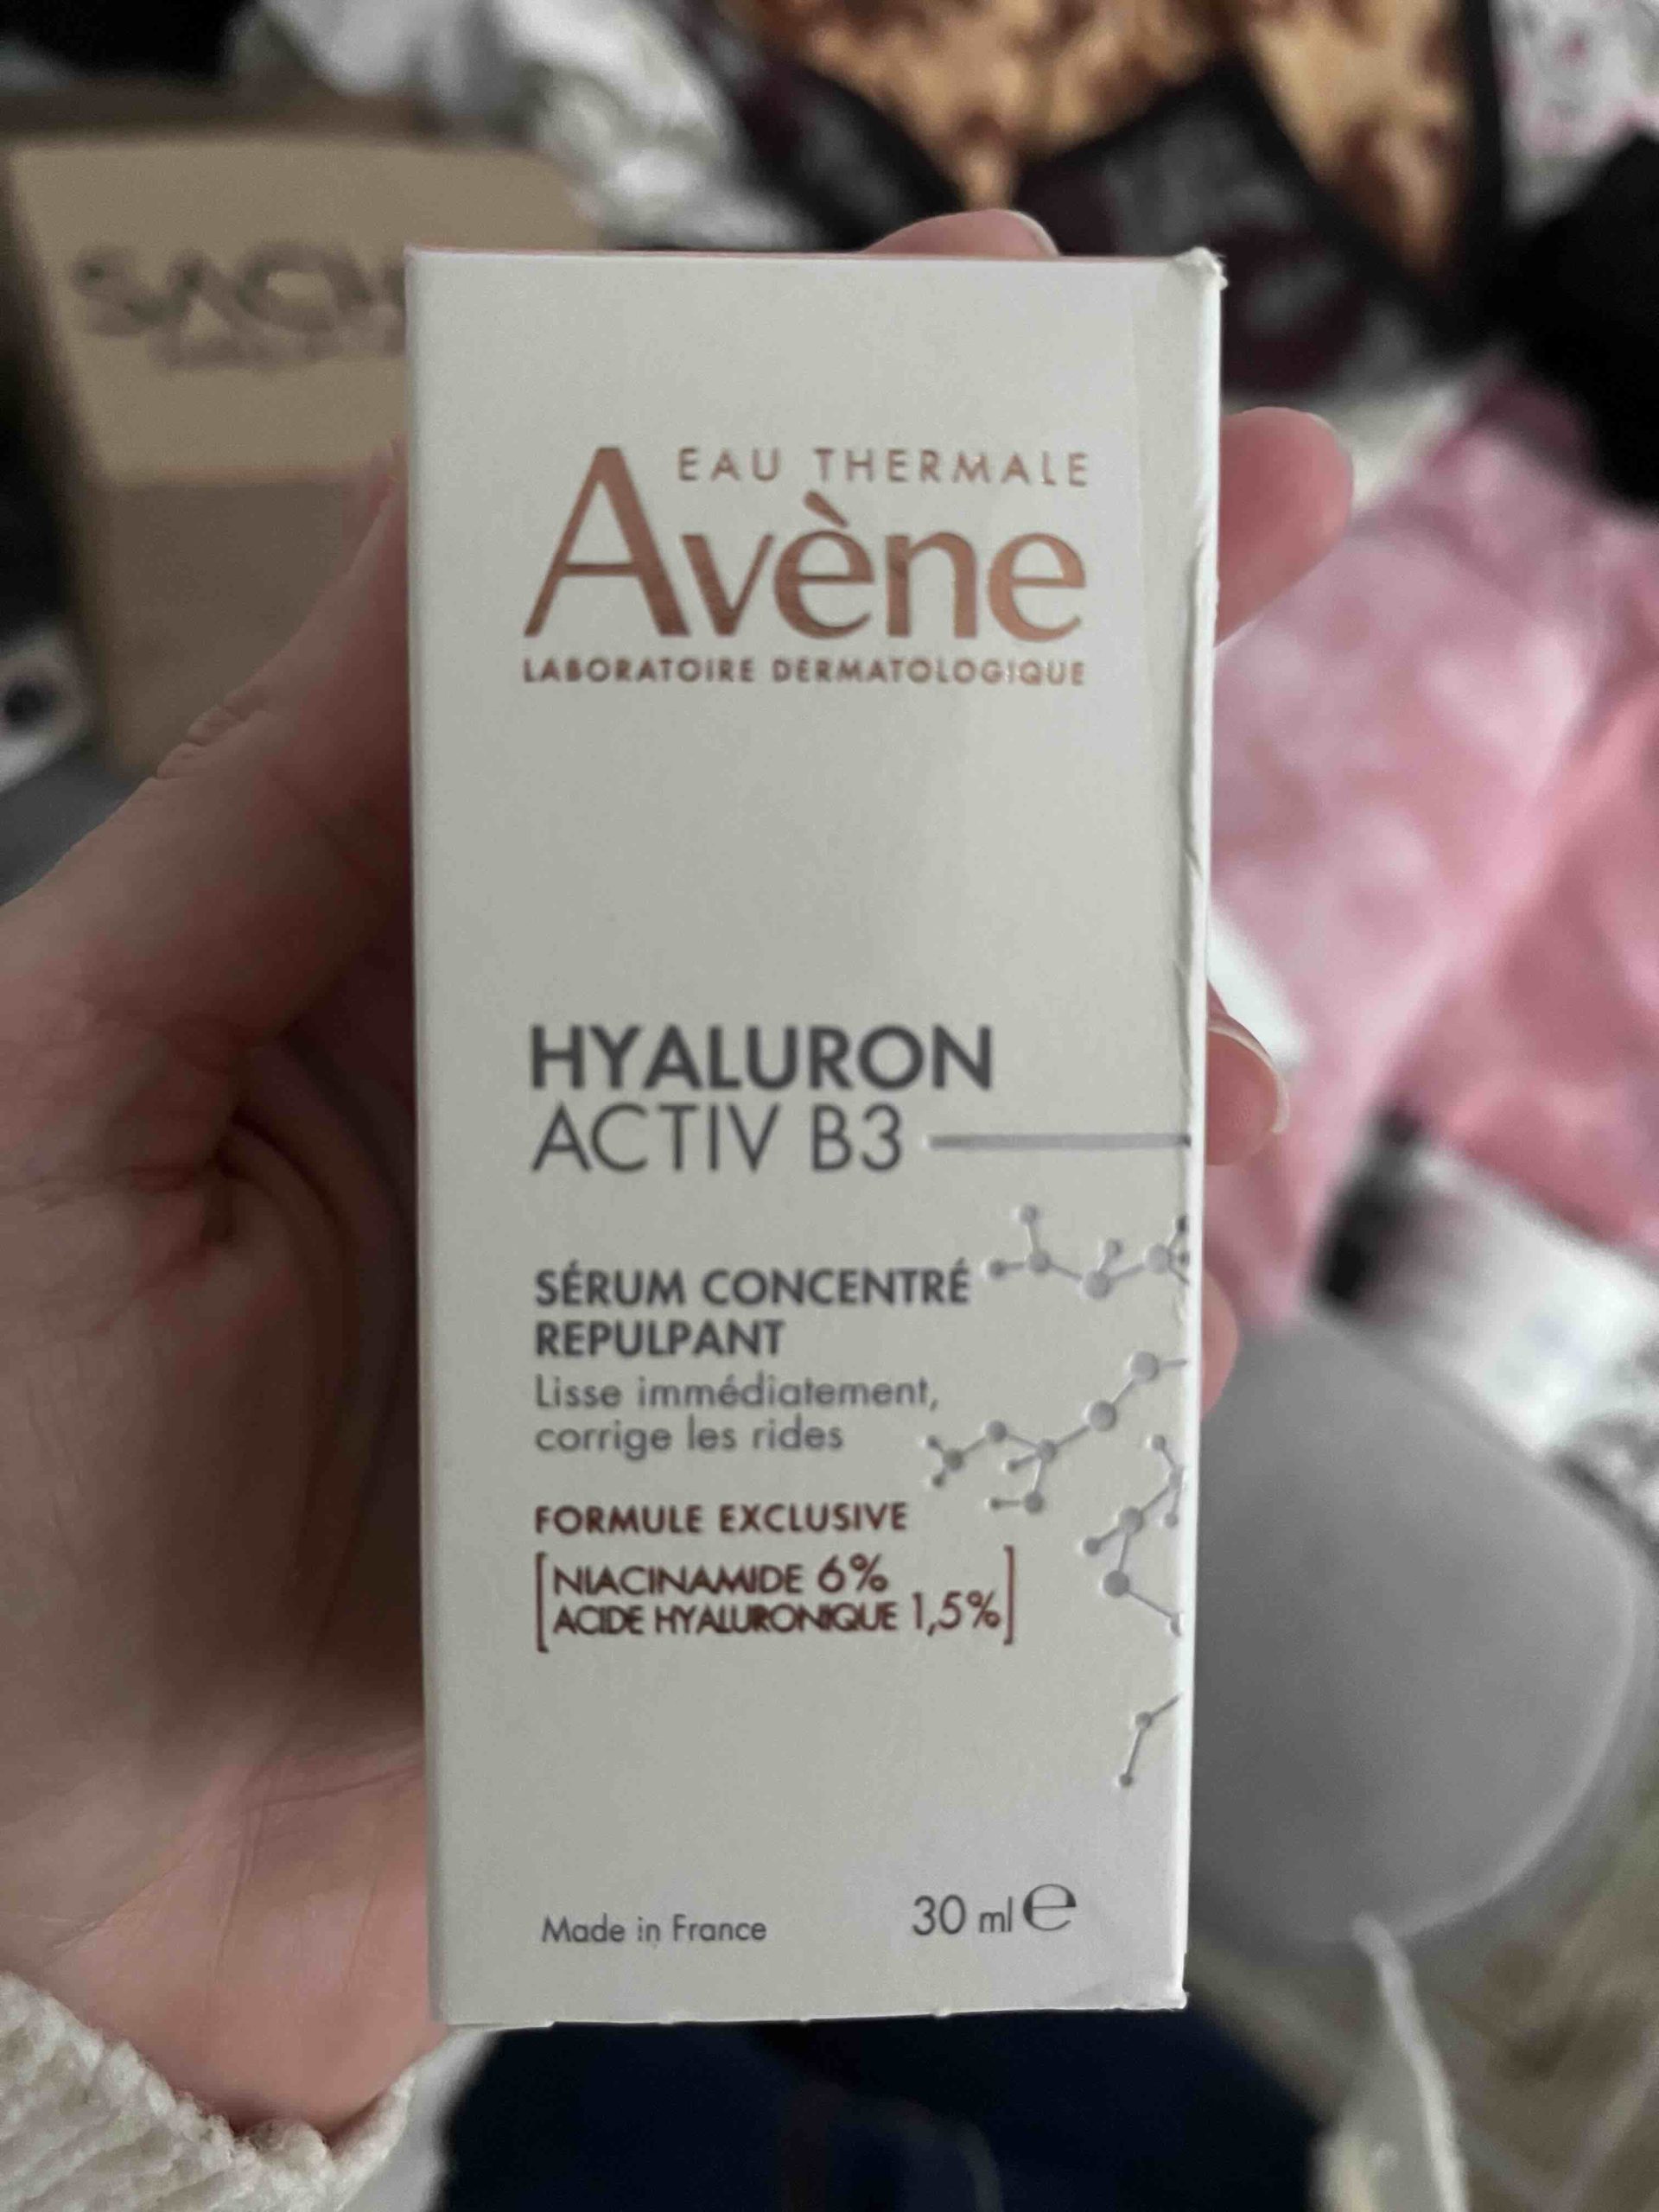 EAU THERMALE
Avène
LABORATOIRE DERMATOLOGIQUE
HYALURON
ACTIV B3
SÉRUM CONCENTRÉ
REPULPANT
Lisse immédiatement,
corrige les rides
FORMULE EXCLUSIVE
[NIACINAMIDE 6%
ACIDE HYALURONIQUE 1,5%]
Made in France
30 ml e